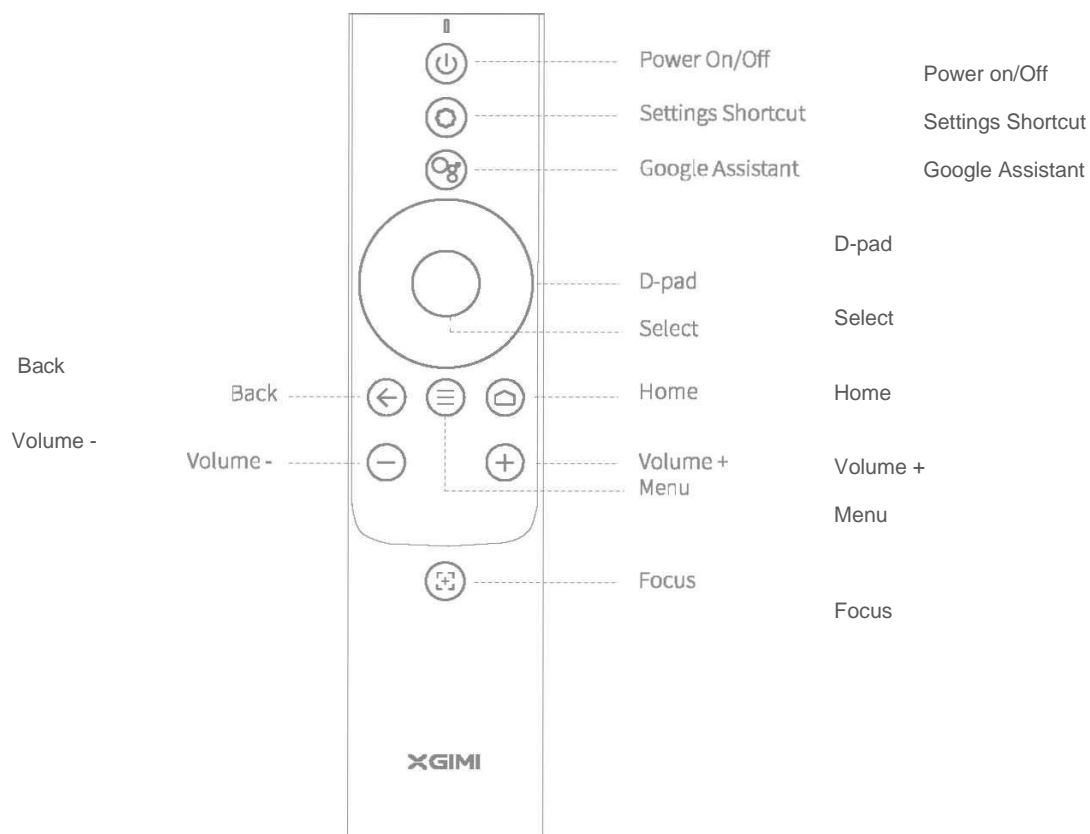 Power On/Off
Power on/Off
Settings Shortcut
Settings Shortcut
Google Assistant
Google Assistant
D-pad
D-pad
Select
Select
Back
Back
Home
Home
Volume -
Volume -
Volume +
Volume +
Menu
Menu
Focus
Focus
XGIMI